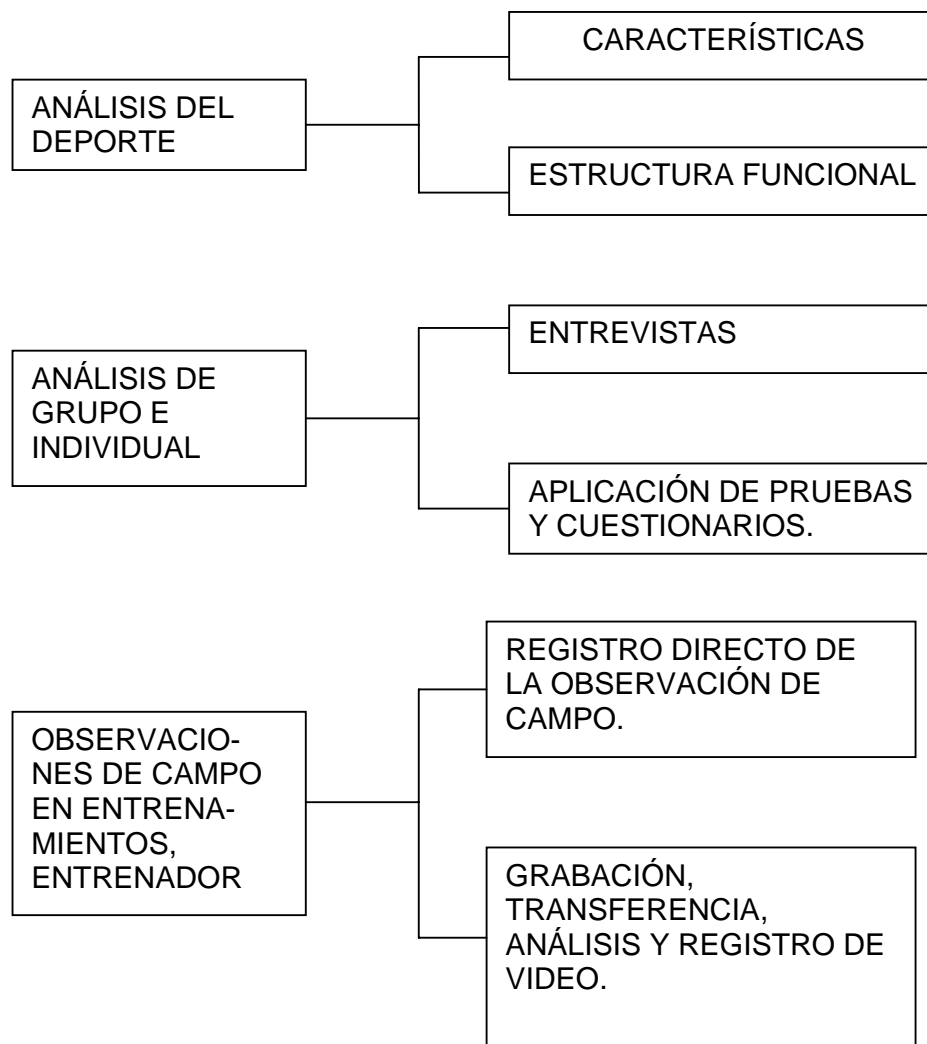 CARACTERÍSTICAS
ANÁLISIS DEL
DEPORTE
ESTRUCTURA FUNCIONAL
ENTREVISTAS
ANÁLISIS DE
GRUPO E
INDIVIDUAL
APLICACIÓN DE PRUEBAS
Y CUESTIONARIOS.
REGISTRO DIRECTO DE
LA OBSERVACIÓN DE
CAMPO.
OBSERVACIO-
NES DE CAMPO
EN ENTRENA-
MIENTOS,
ENTRENADOR
GRABACIÓN,
TRANSFERENCIA,
ANÁLISIS Y REGISTRO DE
VIDEO.